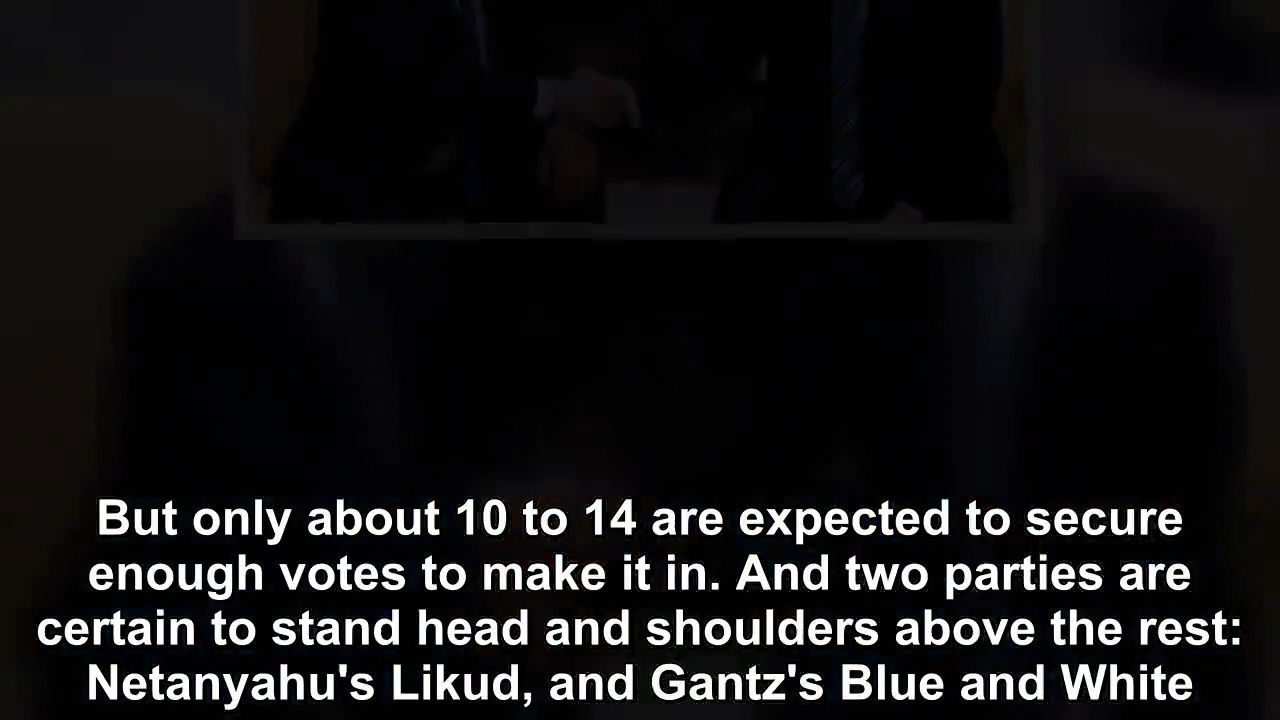 But only about 10 to 14 are expected to secure
enough votes to make it in. And two parties are
certain to stand head and shoulders above the rest:
Netanyahu's Likud, and Gantz's Blue and White